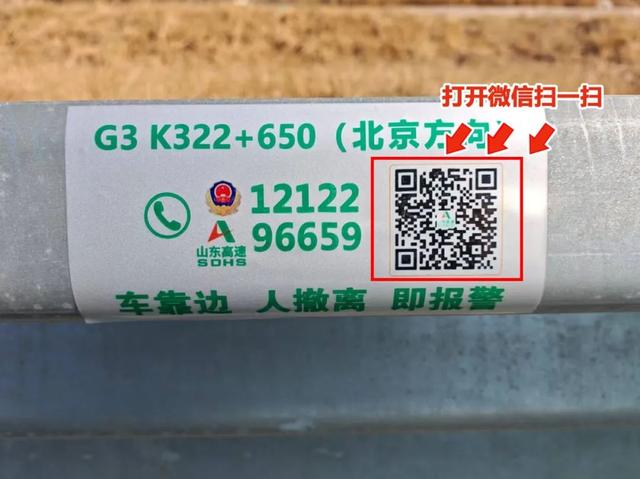 打开微信扫一扫
G3 K322+650（北京方向）
12122
96659
山东高速
SDHS
车靠边 人撤离 即报警